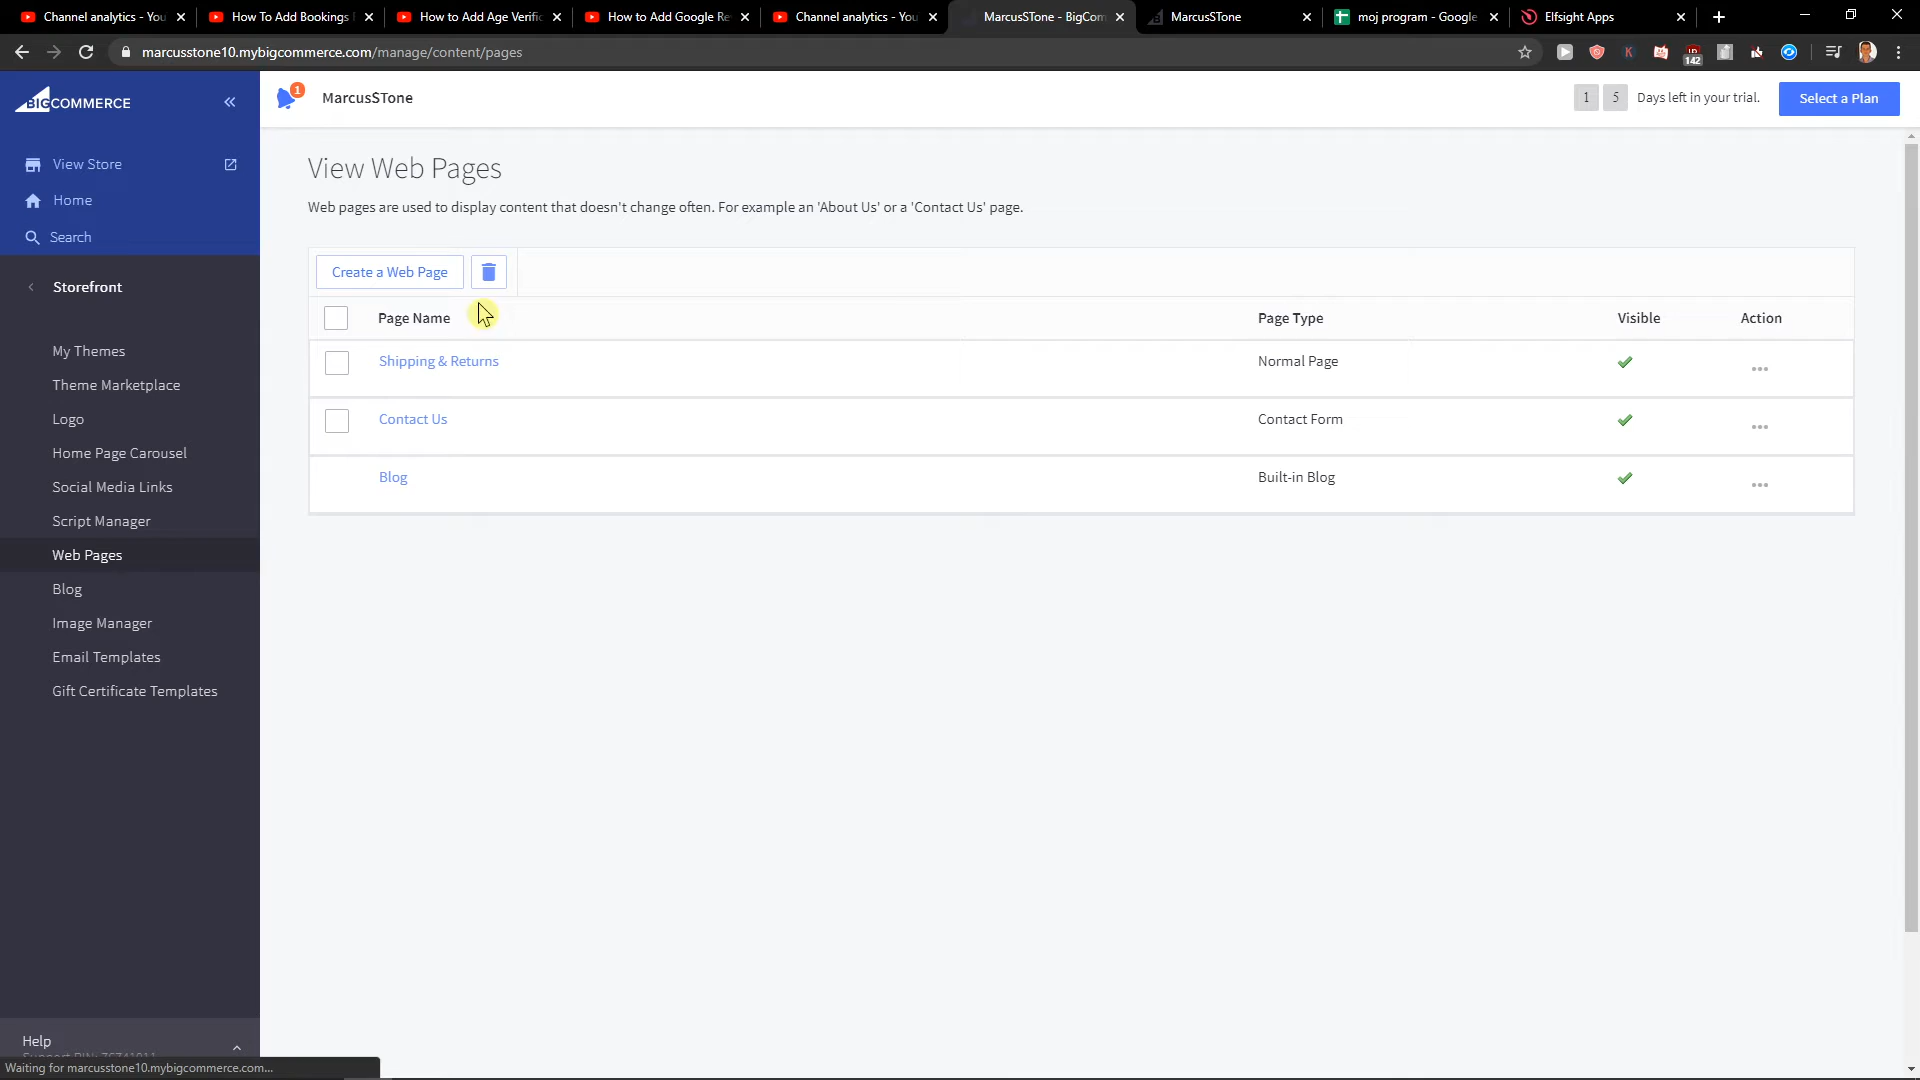 Channel analytics - You
How To Add Bookings
How to Add Age Verific
How to Add Google Re
Channel analytics - You
MarcusSTone - BigCom
MarcusSTone
moj program - Google
Elfsight Apps
marcusstone10.mybigcommerce.com/manage/content/pages
142
BIGCOMMERCE
1
MarcusSTone
1 5 Days left in your trial.
Select a Plan
View Store
Home
Search
Storefront
My Themes
Theme Marketplace
Logo
Home Page Carousel
Social Media Links
Script Manager
Web Pages
Blog
Image Manager
Email Templates
Gift Certificate Templates
Help
Waiting for marcusstone10.mybigcommerce.com...
View Web Pages
Web pages are used to display content that doesn't change often. For example an 'About Us' or a 'Contact Us' page.
Create a Web Page
Page Name Page Type Visible Action
Shipping & Returns Normal Page
Contact Us Contact Form
Blog Built-in Blog